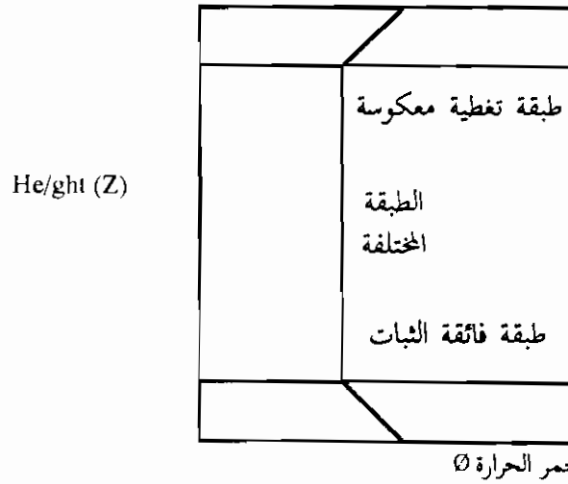 طبقة تغطية معكوسة
He/ght (Z)
الطبقة
المختلفة
طبقة فائقة الثبات
الحرارة Ø